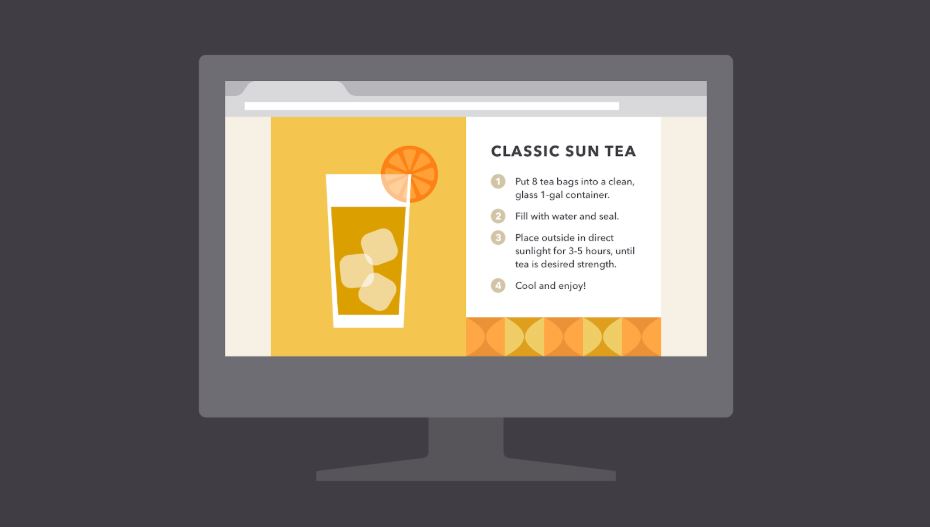 CLASSIC SUN TEA
1 Put 8 tea bags into a clean,
glass 1-gal container.
2 Fill with water and seal.
3 Place outside in direct
sunlight for 3-5 hours, until
tea is desired strength.
4 Cool and enjoy!